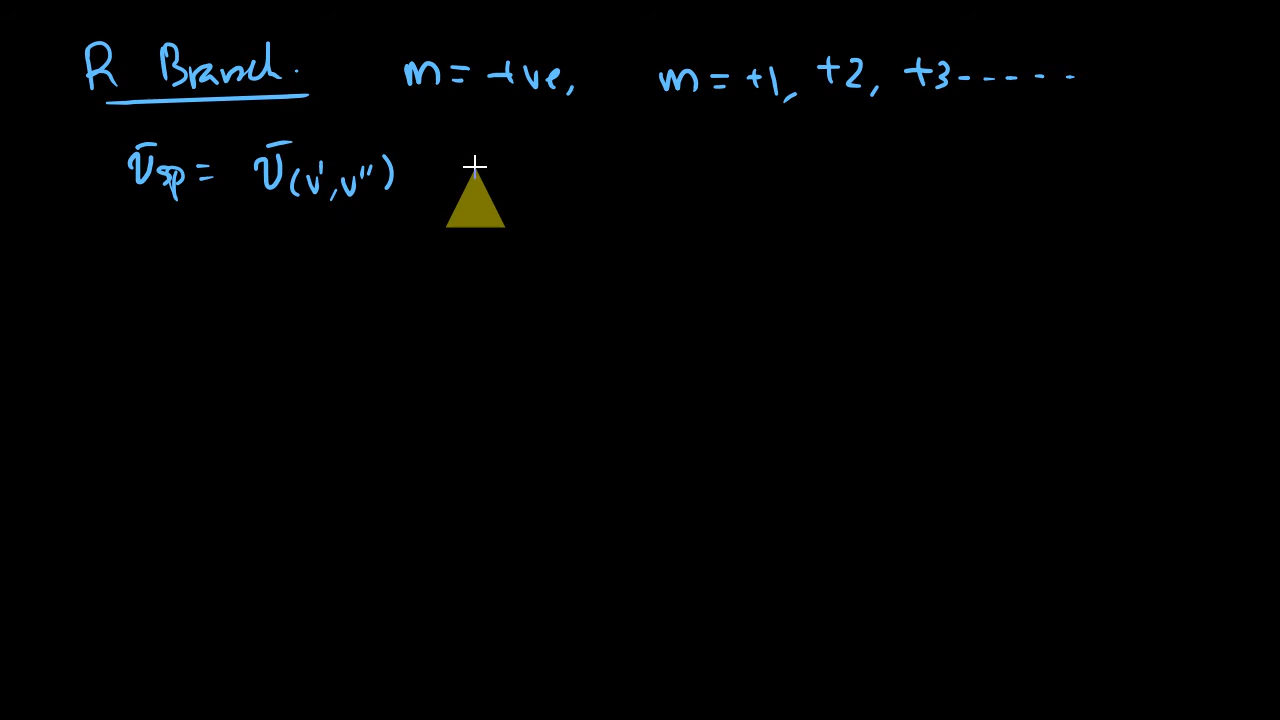 R Branch. m = +ve, m = +1, +2, +3-----
ν̄sp = ν̄(v', v'')